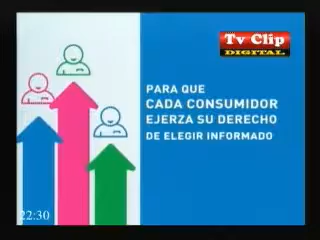 Tv Clip
DIGITAL
PARA QUE
CADA CONSUMIDOR
EJERZA SU DERECHO
DE ELEGIR INFORMADO
22:30